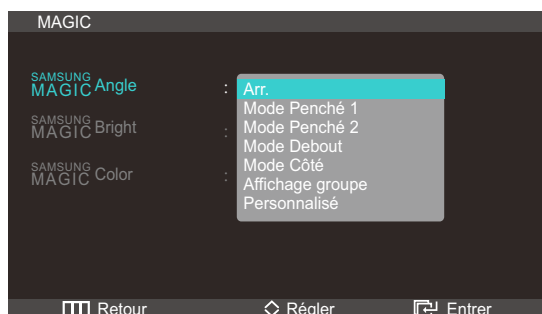 MAGIC
SAMSUNG MAGIC Angle : Arr.
Mode Penché 1
SAMSUNG MAGIC Bright : Mode Penché 2
Mode Debout
Mode Côté
SAMSUNG MAGIC Color : Affichage groupe
Personnalisé
Retour Régler Entrer